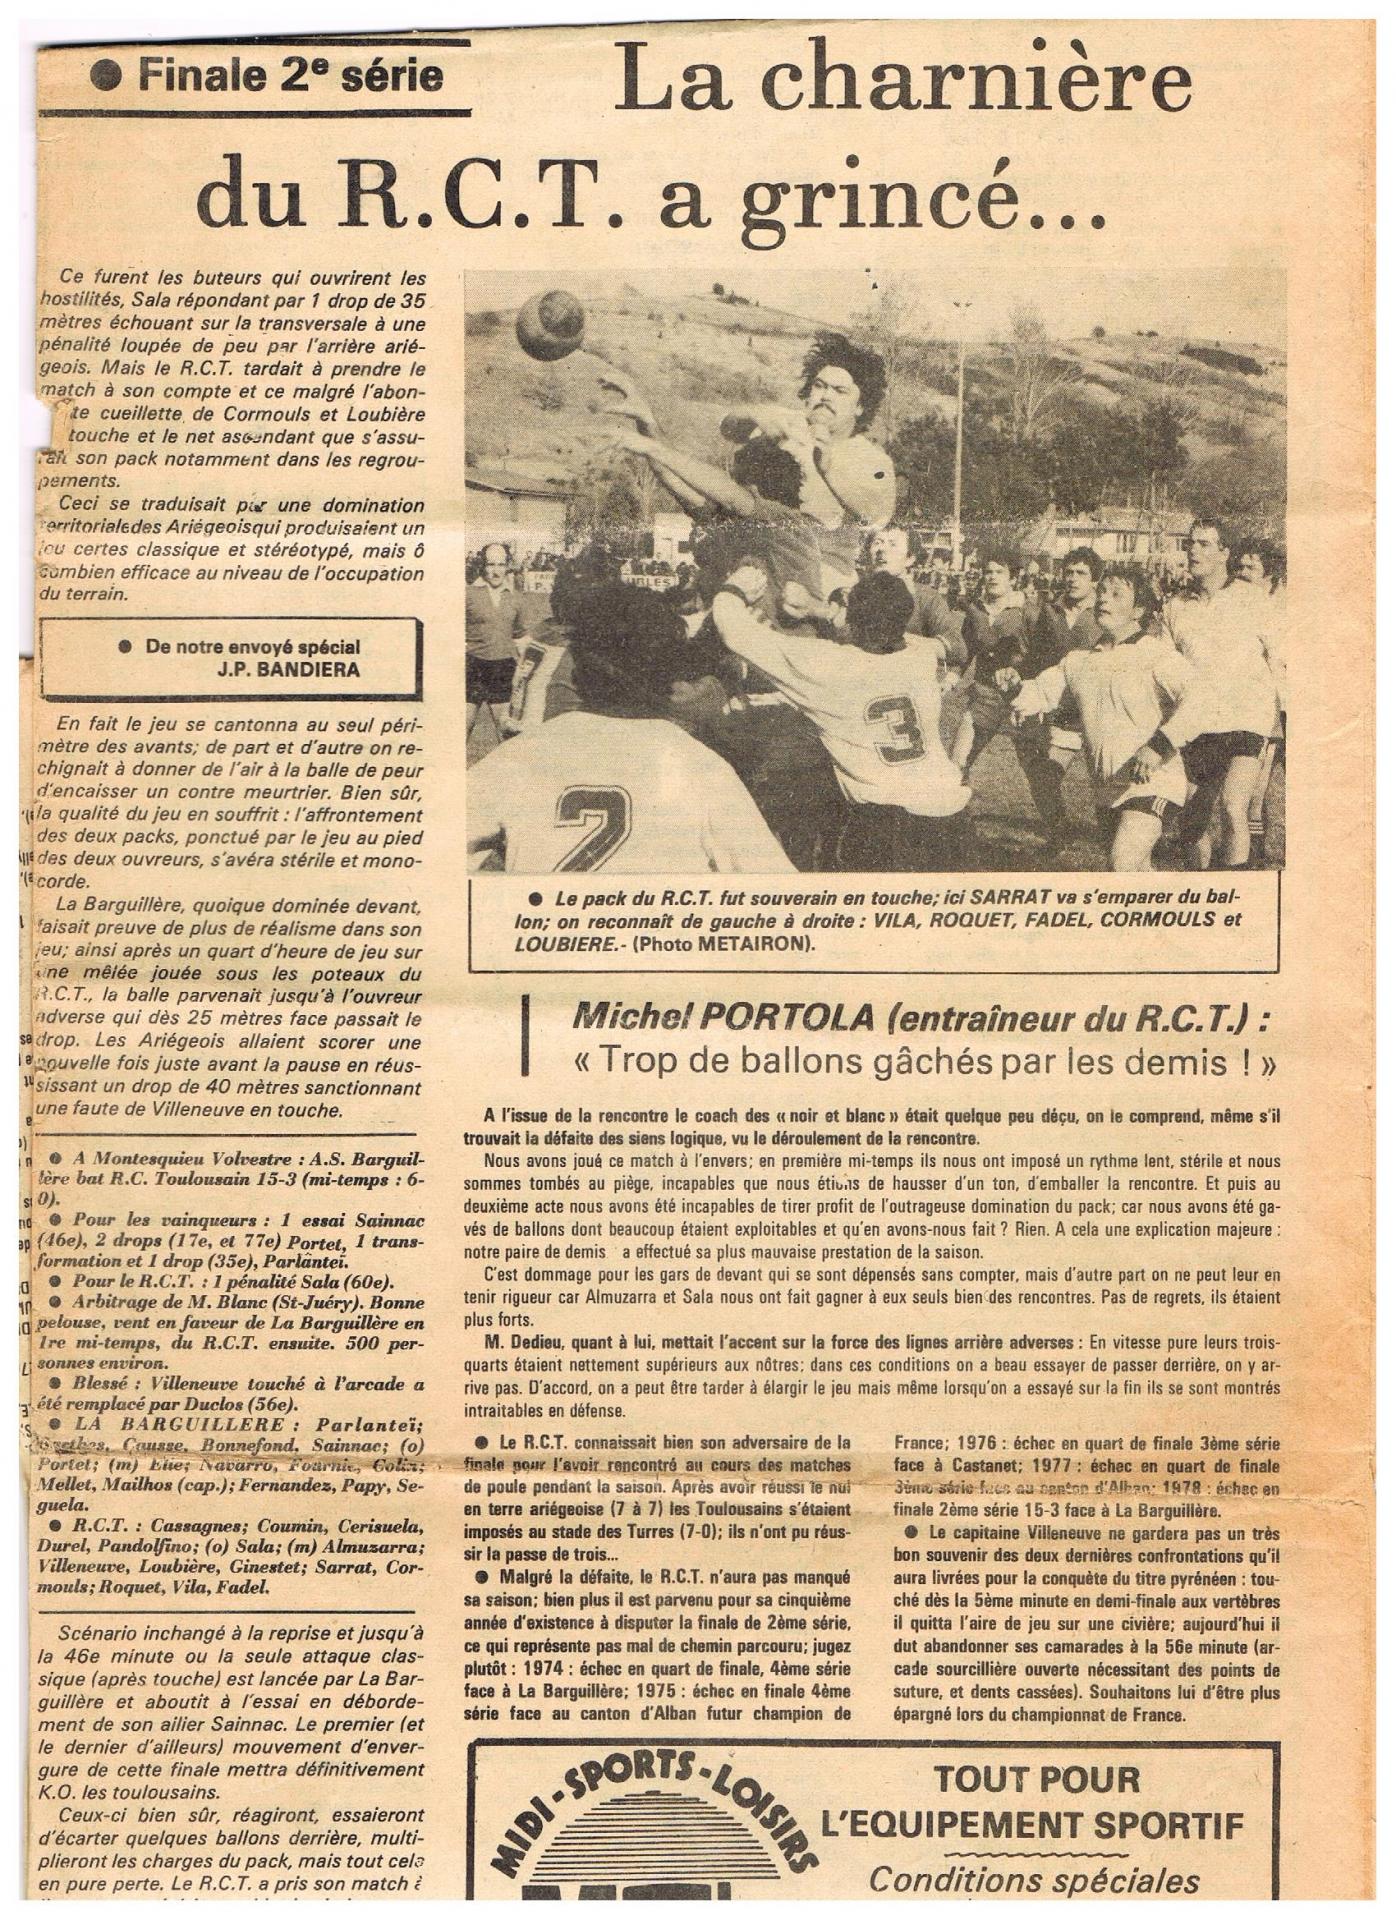 ● Finale 2e série
La charnière
du R.C.T. a grincé...
Ce furent les buteurs qui ouvrirent les
hostilités, Sala répondant par 1 drop de 35
mètres échouant sur la transversale à une
pénalité loupée de peu par l'arrière arié-
geois. Mais le R.C.T. tardait à prendre le
match à son compte et ce malgré l'abon-
te cueillette de Cormouls et Loubière
touche et le net ascendant que s'assu-
rait son pack notamment dans les regrou-
pements.
Ceci se traduisait par une domination
territoriale des Ariégeois qui produisaient un
jeu certes classique et stéréotypé, mais ô
combien efficace au niveau de l'occupation
du terrain.
● De notre envoyé spécial
J.P. BANDIERA
En fait le jeu se cantonna au seul péri-
mètre des avants; de part et d'autre on re-
chignait à donner de l'air à la balle de peur
d'encaisser un contre meurtrier. Bien sûr,
la qualité du jeu en souffrit : l'affrontement
des deux packs, ponctué par le jeu au pied
des deux ouvreurs, s'avéra stérile et mono-
corde.
La Barguillère, quoique dominée devant,
faisait preuve de plus de réalisme dans son
jeu; ainsi après un quart d'heure de jeu sur
une mêlée jouée sous les poteaux du
R.C.T., la balle parvenait jusqu'à l'ouvreur
adverse qui dès 25 mètres face passait le
drop. Les Ariégeois allaient scorer une
nouvelle fois juste avant la pause en réus-
sissant un drop de 40 mètres sanctionnant
une faute de Villeneuve en touche.
● A Montesquieu Volvestre : A.S. Barguil-
lère bat R.C. Toulousain 15-3 (mi-temps : 6-
0).
● Pour les vainqueurs : 1 essai Sainnac
(46e), 2 drops (17e, et 77e) Portet, 1 trans-
formation et 1 drop (35e), Parlanteï.
● Pour le R.C.T. : 1 pénalité Sala (60e).
● Arbitrage de M. Blanc (St-Juéry). Bonne
pelouse, vent en faveur de La Barguillère en
1re mi-temps, du R.C.T. ensuite. 500 per-
sonnes environ.
● Blessé : Villeneuve touché à l'arcade a
été remplacé par Duclos (56e).
● LA BARGUILLERE : Parlanteï;
Causse, Bonnefond, Sainnac; (o)
Portet; (m) Elie; Navarro, Fournie, Colin;
Mellet, Mailhos (cap.); Fernandez, Papy, Se-
guela.
● R.C.T. : Cassagnes; Coumin, Cerisuela,
Durel, Pandolfino; (o) Sala; (m) Almuzarra;
Villeneuve, Loubière, Ginestet; Sarrat, Cor-
mouls; Roquet, Vila, Fadel.
Scénario inchangé à la reprise et jusqu'à
la 46e minute ou la seule attaque clas-
sique (après touche) est lancée par La Bar-
guillère et aboutit à l'essai en déborde-
ment de son ailier Sainnac. Le premier (et
le dernier d'ailleurs) mouvement d'enver-
gure de cette finale mettra définitivement
K.O. les toulousains.
Ceux-ci bien sûr, réagiront, essaieront
d'écarter quelques ballons derrière, multi-
plieront les charges du pack, mais tout cela
en pure perte. Le R.C.T. a pris son match à
2
3
● Le pack du R.C.T. fut souverain en touche; ici SARRAT va s'emparer du bal-
lon; on reconnaît de gauche à droite : VILA, ROQUET, FADEL, CORMOULS et
LOUBIERE.- (Photo METAIRON).
Michel PORTOLA (entraîneur du R.C.T.) :
« Trop de ballons gâchés par les demis ! »
A l'issue de la rencontre le coach des « noir et blanc » était quelque peu déçu, on le comprend, même s'il
trouvait la défaite des siens logique, vu le déroulement de la rencontre.
Nous avons joué ce match à l'envers; en première mi-temps ils nous ont imposé un rythme lent, stérile et nous
sommes tombés au piège, incapables que nous étions de hausser d'un ton, d'emballer la rencontre. Et puis au
deuxième acte nous avons été incapables de tirer profit de l'outrageuse domination du pack; car nous avons été ga-
vés de ballons dont beaucoup étaient exploitables et qu'en avons-nous fait ? Rien. A cela une explication majeure :
notre paire de demis a effectué sa plus mauvaise prestation de la saison.
C'est dommage pour les gars de devant qui se sont dépensés sans compter, mais d'autre part on ne peut leur en
tenir rigueur car Almuzarra et Sala nous ont fait gagner à eux seuls bien des rencontres. Pas de regrets, ils étaient
plus forts.
M. Dedieu, quant à lui, mettait l'accent sur la force des lignes arrière adverses : En vitesse pure leurs trois-
quarts étaient nettement supérieurs aux nôtres; dans ces conditions on a beau essayer de passer derrière, on y ar-
rive pas. D'accord, on a peut être tarder à élargir le jeu mais même lorsqu'on a essayé sur la fin ils se sont montrés
intraitables en défense.
● Le R.C.T. connaissait bien son adversaire de la
finale pour l'avoir rencontré au cours des matches
de poule pendant la saison. Après avoir réussi le nul
en terre ariégeoise (7 à 7) les Toulousains s'étaient
imposés au stade des Turres (7-0); ils n'ont pu réus-
sir la passe de trois...
● Malgré la défaite, le R.C.T. n'aura pas manqué
sa saison; bien plus il est parvenu pour sa cinquième
année d'existence à disputer la finale de 2ème série,
ce qui représente pas mal de chemin parcouru; jugez
plutôt : 1974 : échec en quart de finale, 4ème série
face à La Barguillère; 1975 : échec en finale 4ème
série face au canton d'Alban futur champion de
France; 1976 : échec en quart de finale 3ème série
face à Castanet; 1977 : échec en quart de finale
3ème série face au canton d'Alban; 1978 : échec en
finale 2ème série 15-3 face à La Barguillère.
● Le capitaine Villeneuve ne gardera pas un très
bon souvenir des deux dernières confrontations qu'il
aura livrées pour la conquête du titre pyrénéen : tou-
ché dès la 5ème minute en demi-finale aux vertèbres
il quitta l'aire de jeu sur une civière; aujourd'hui il
dut abandonner ses camarades à la 56e minute (ar-
cade sourcillière ouverte nécessitant des points de
suture, et dents cassées). Souhaitons lui d'être plus
épargné lors du championnat de France.
MIDI-SPORTS-LOISIRS
TOUT POUR
L'EQUIPEMENT SPORTIF
Conditions spéciales